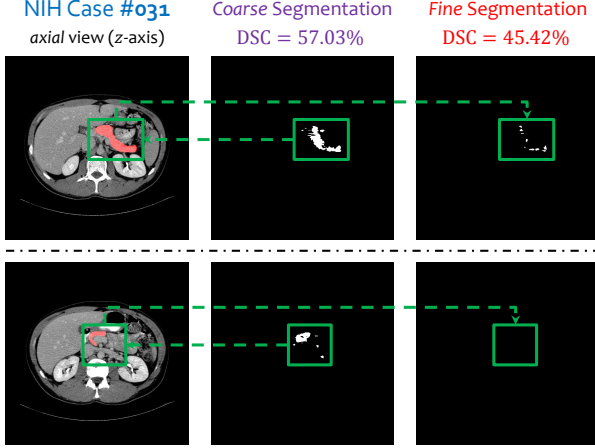 NIH Case #031
axial view (z-axis)
Coarse Segmentation
DSC = 57.03%
Fine Segmentation
DSC = 45.42%